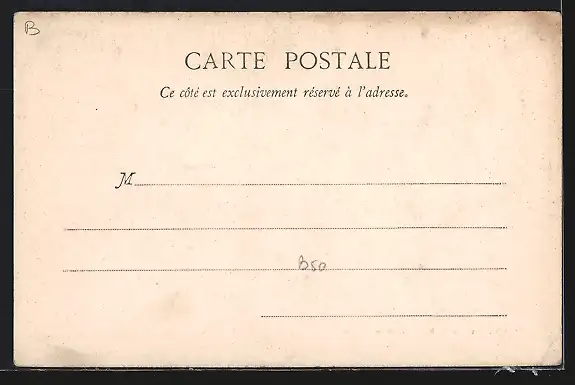 B
CARTE POSTALE
Ce côté est exclusivement réservé à l'adresse.
M
B50